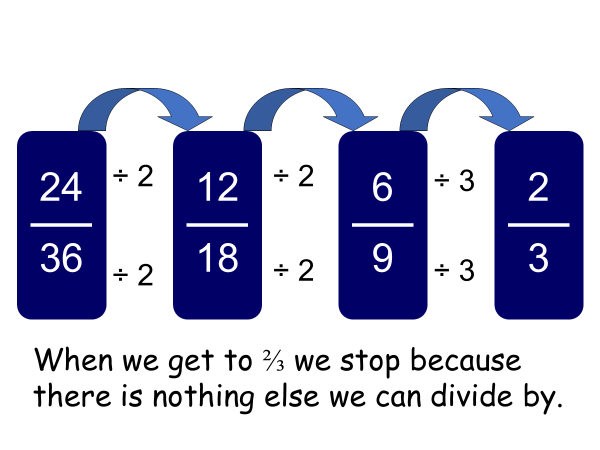 24 ÷ 2 12 ÷ 2 6 ÷ 3 2
36 ÷ 2 18 ÷ 2 9 ÷ 3 3
When we get to ⅔ we stop because
there is nothing else we can divide by.